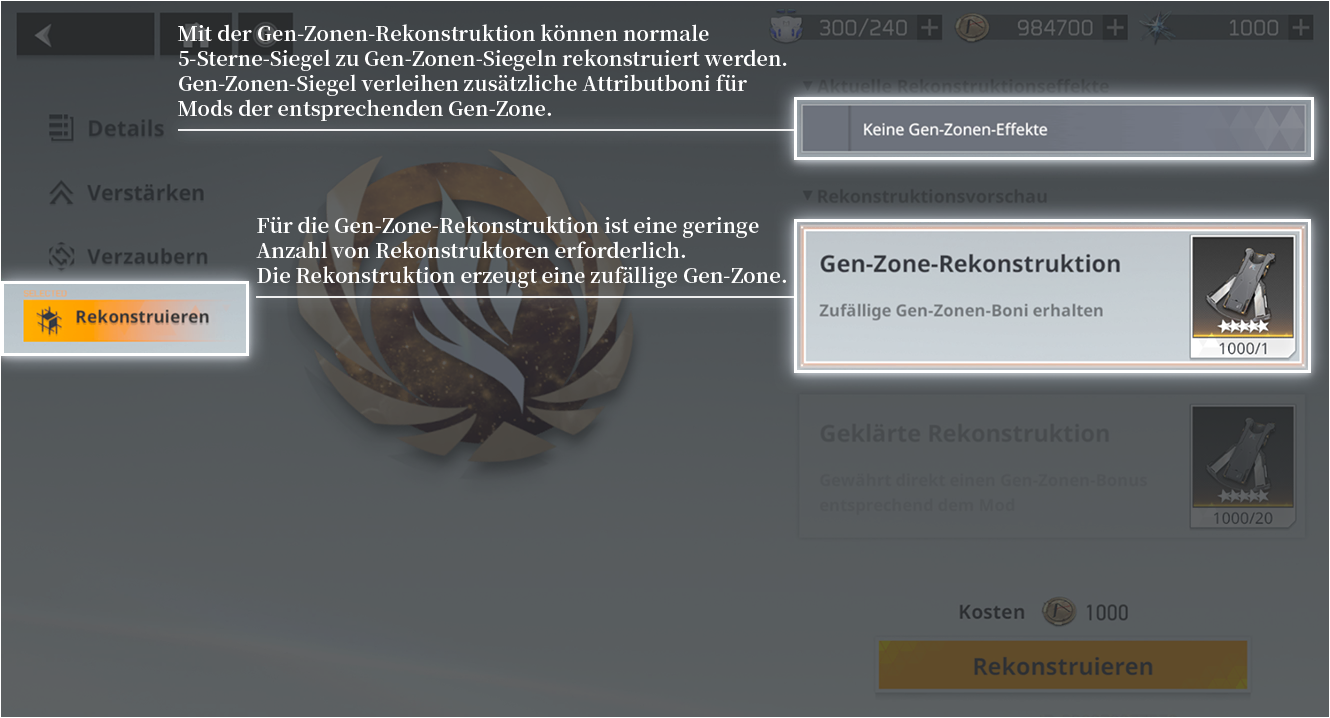 Mit der Gen-Zonen-Rekonstruktion können normale
5-Sterne-Siegel zu Gen-Zonen-Siegeln rekonstruiert werden.
Gen-Zonen-Siegel verleihen zusätzliche Attributboni für
Mods der entsprechenden Gen-Zone.
300/240
984700
1000
Aktuelle Rekonstruktionseffekte
Keine Gen-Zonen-Effekte
Details
Verstärken
Verzaubern
Rekonstruieren
Für die Gen-Zone-Rekonstruktion ist eine geringe
Anzahl von Rekonstruktoren erforderlich.
Die Rekonstruktion erzeugt eine zufällige Gen-Zone.
Rekonstruktionsvorschau
Gen-Zone-Rekonstruktion
Zufällige Gen-Zonen-Boni erhalten
1000/1
Geklärte Rekonstruktion
Gewährt direkt einen Gen-Zonen-Bonus
entsprechend dem Mod
1000/20
Kosten 1000
Rekonstruieren